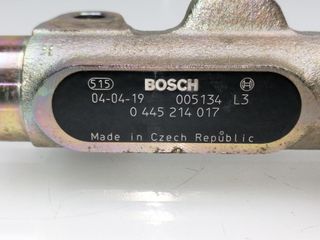 515 BOSCH
04-04-19 005134 L3
0 445 214 017
Made in Czech Republic